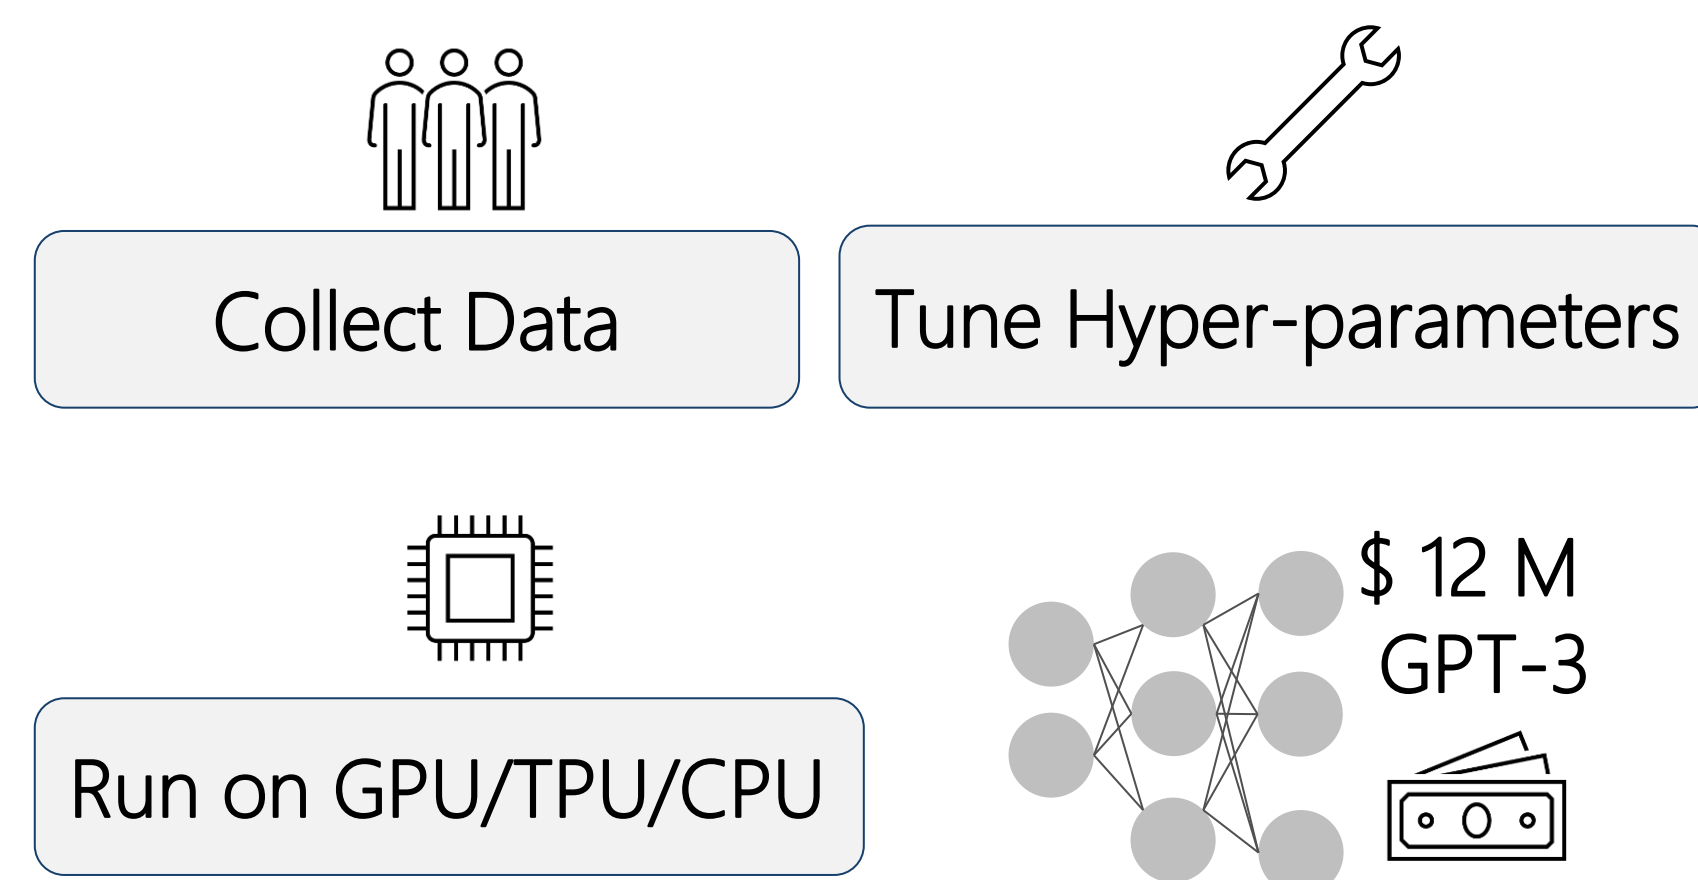 Collect Data
Tune Hyper-parameters
Run on GPU/TPU/CPU
$ 12 M
GPT-3